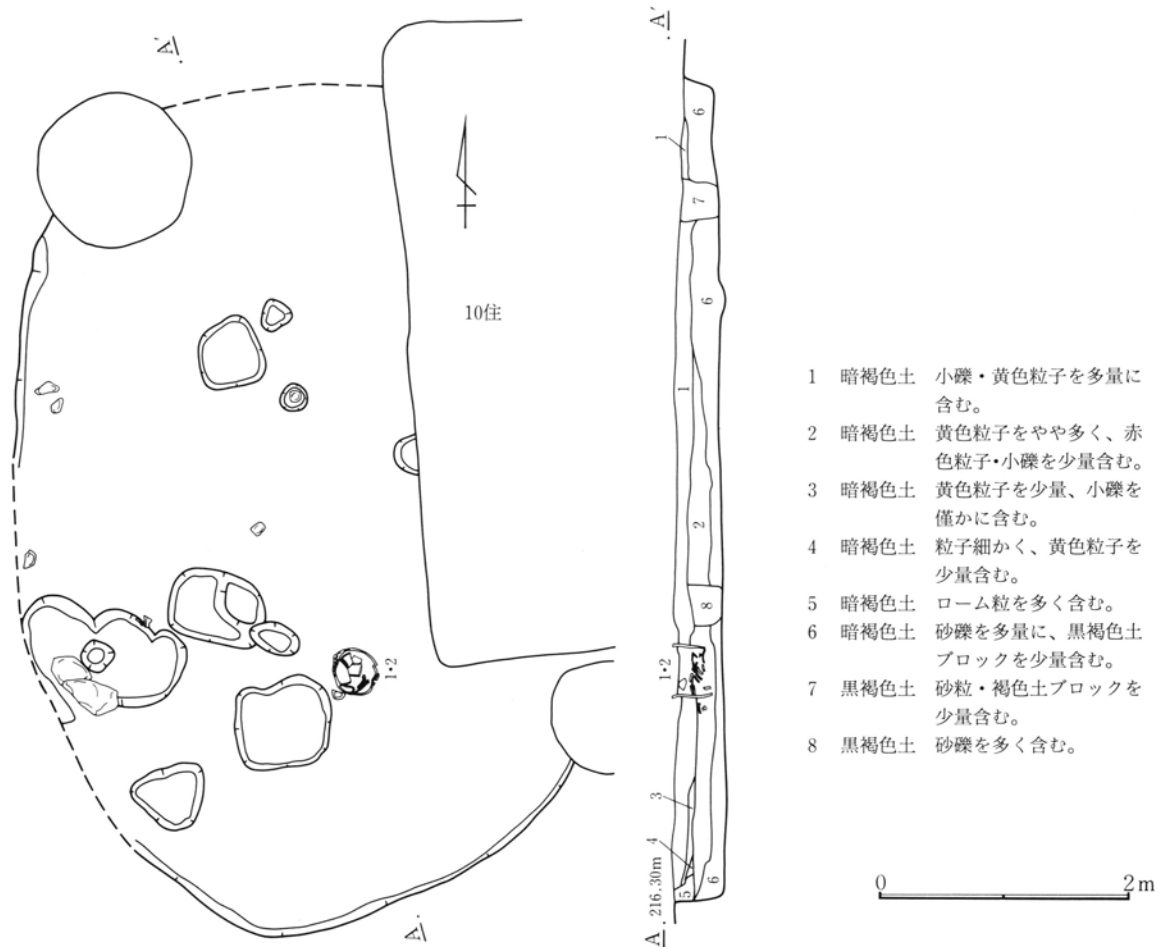 A′
A′
10住
1•2
A
1
6
7
6
1
2
8
1•2
3
4
5
6
A 216.30m
1 暗褐色土 小礫・黄色粒子を多量に
含む。
2 暗褐色土 黄色粒子をやや多く、赤
色粒子•小礫を少量含む。
3 暗褐色土 黄色粒子を少量、小礫を
僅かに含む。
4 暗褐色土 粒子細かく、黄色粒子を
少量含む。
5 暗褐色土 ローム粒を多く含む。
6 暗褐色土 砂礫を多量に、黒褐色土
ブロックを少量含む。
7 黒褐色土 砂粒・褐色土ブロックを
少量含む。
8 黒褐色土 砂礫を多く含む。
0 2m